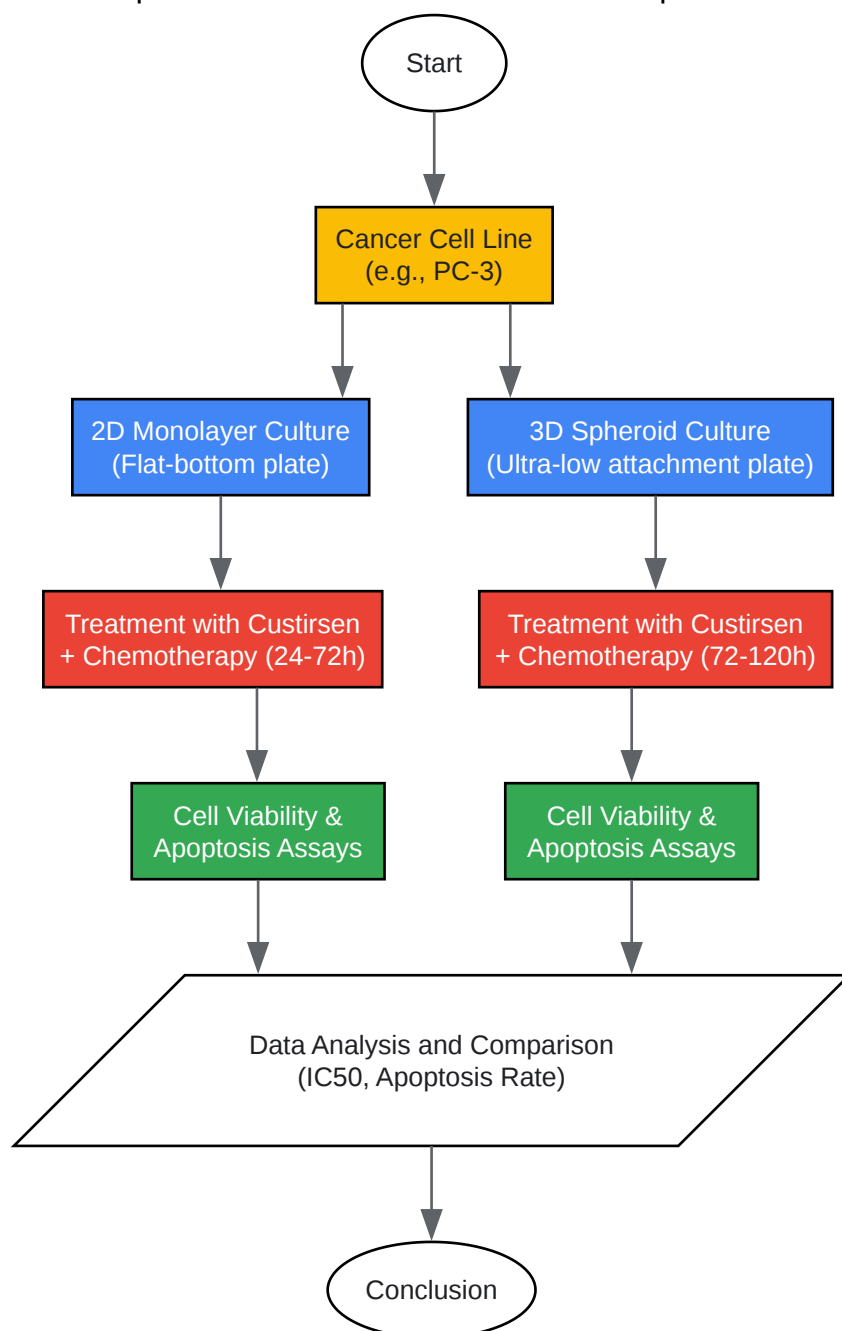 Start
Cancer Cell Line
(e.g., PC-3)
2D Monolayer Culture
(Flat-bottom plate)
3D Spheroid Culture
(Ultra-low attachment plate)
Treatment with Custirsen
+ Chemotherapy (24-72h)
Treatment with Custirsen
+ Chemotherapy (72-120h)
Cell Viability &
Apoptosis Assays
Cell Viability &
Apoptosis Assays
Data Analysis and Comparison
(IC50, Apoptosis Rate)
Conclusion